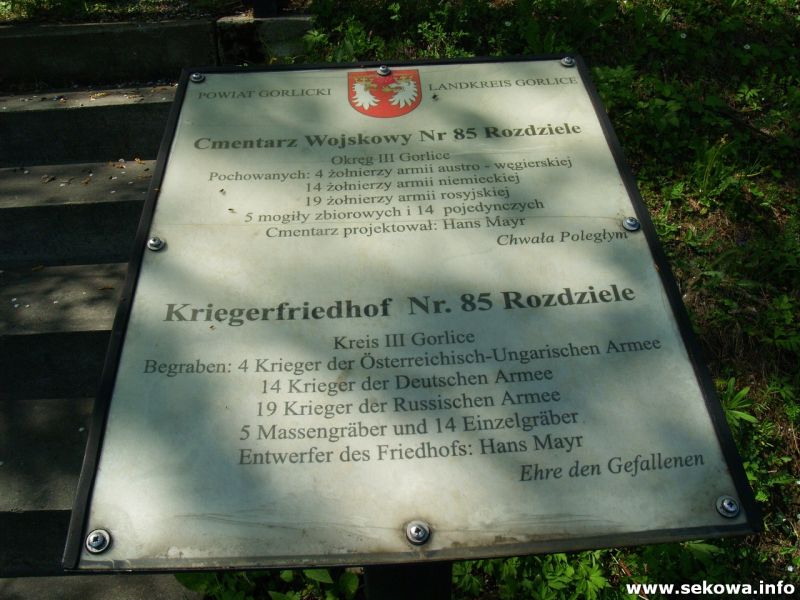 POWIAT GORLICKI
LANDKREIS GORLICE
Cmentarz Wojskowy Nr 85 Rozdziele
Okręg III Gorlice
Pochowanych: 4 żołnierzy armii austro - węgierskiej
14 żołnierzy armii niemieckiej
19 żołnierzy armii rosyjskiej
5 mogiły zbiorowych i 14 pojedynczych
Cmentarz projektował: Hans Mayr
Chwała Poległym
Kriegerfriedhof Nr. 85 Rozdziele
Kreis III Gorlice
Begraben: 4 Krieger der Österreichisch-Ungarischen Armee
14 Krieger der Deutschen Armee
19 Krieger der Russischen Armee
5 Massengräber und 14 Einzelgräber
Entwerfer des Friedhofs: Hans Mayr
Ehre den Gefallenen
www.sekowa.info